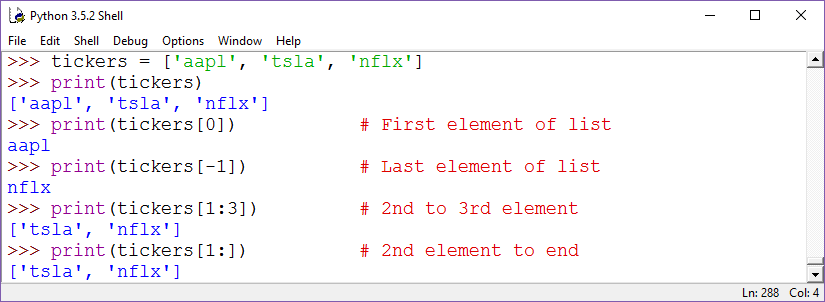 Python 3.5.2 Shell
File Edit Shell Debug Options Window Help
>>> tickers = ['aapl', 'tsla', 'nflx']
>>> print(tickers)
['aapl', 'tsla', 'nflx']
>>> print(tickers[0])           # First element of list
aapl
>>> print(tickers[-1])          # Last element of list
nflx
>>> print(tickers[1:3])         # 2nd to 3rd element
['tsla', 'nflx']
>>> print(tickers[1:])          # 2nd element to end
['tsla', 'nflx']
Ln: 288 Col: 4